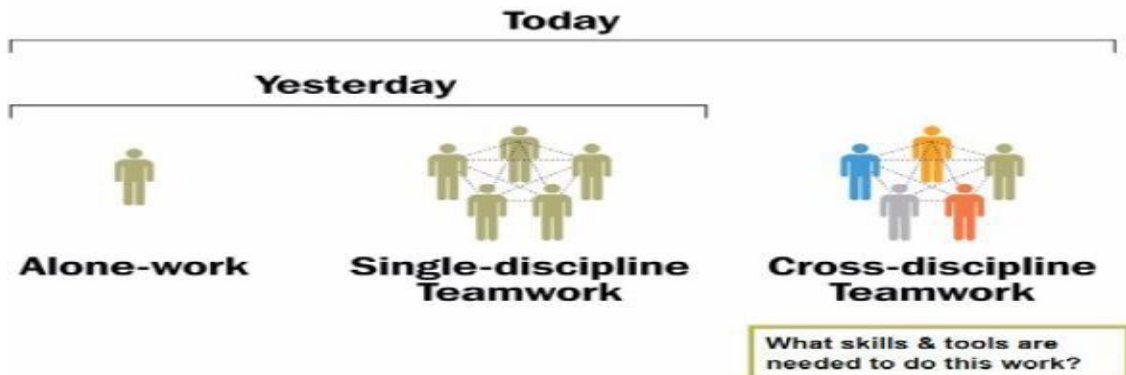 Today
Yesterday
Alone-work
Single-discipline
Teamwork
Cross-discipline
Teamwork
What skills & tools are
needed to do this work?